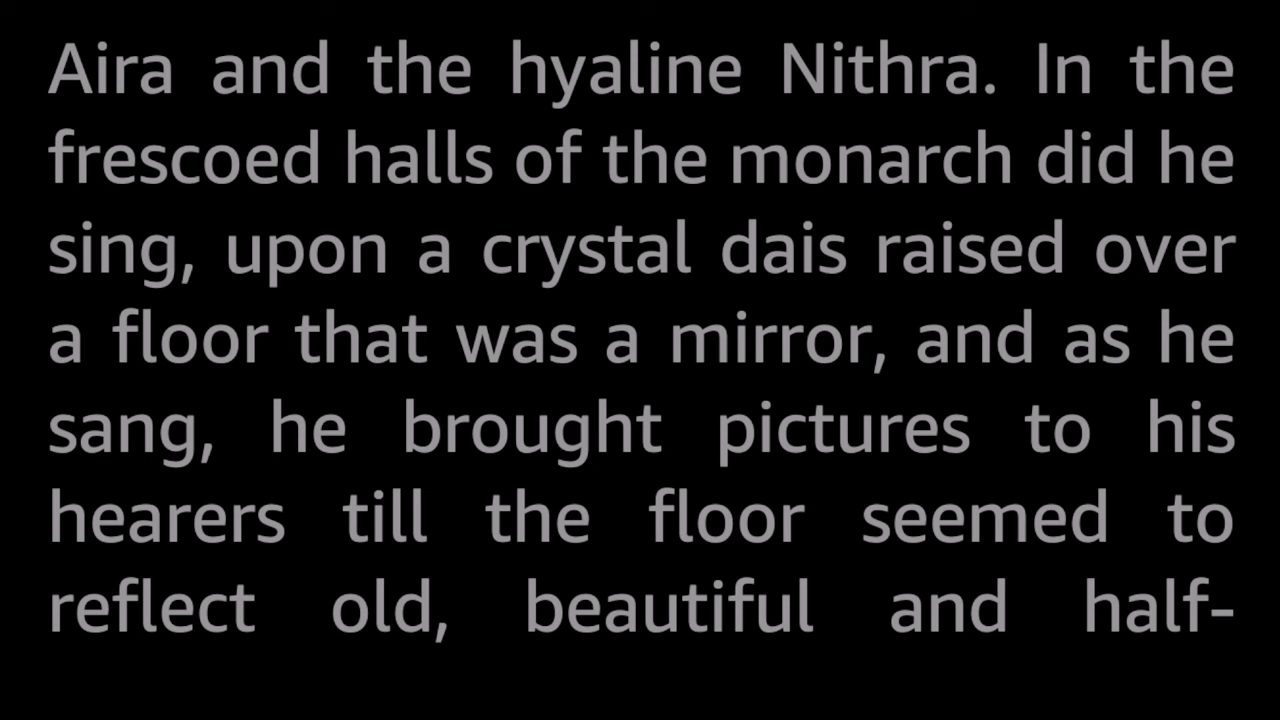 Aira and the hyaline Nithra. In the
frescoed halls of the monarch did he
sing, upon a crystal dais raised over
a floor that was a mirror, and as he
sang, he brought pictures to his
hearers till the floor seemed to
reflect old, beautiful and half-